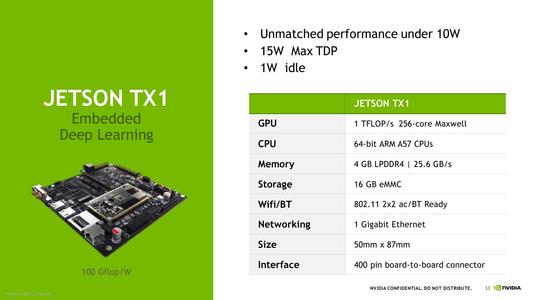 JETSON TX1
Embedded
Deep Learning
100 Gflop/W
• Unmatched performance under 10W
• 15W Max TDP
• 1W idle
JETSON TX1
GPU 1 TFLOP/s 256-core Maxwell
CPU 64-bit ARM A57 CPUs
Memory 4 GB LPDDR4 | 25.6 GB/s
Storage 16 GB eMMC
Wifi/BT 802.11 2x2 ac/BT Ready
Networking 1 Gigabit Ethernet
Size 50mm x 87mm
Interface 400 pin board-to-board connector
NVIDIA CONFIDENTIAL. DO NOT DISTRIBUTE. 33 NVIDIA.